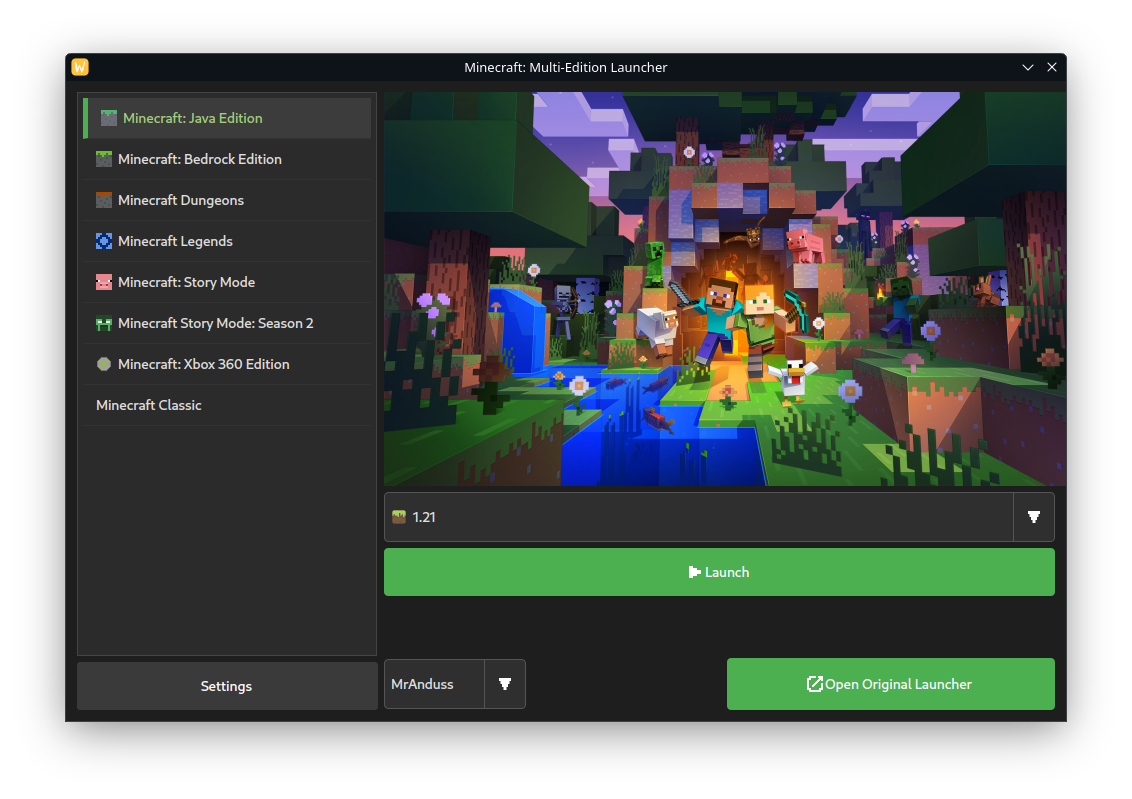 W
Minecraft: Multi-Edition Launcher
Minecraft: Java Edition
Minecraft: Bedrock Edition
Minecraft Dungeons
Minecraft Legends
Minecraft: Story Mode
Minecraft Story Mode: Season 2
Minecraft: Xbox 360 Edition
Minecraft Classic
1.21
Launch
Settings
MrAnduss
Open Original Launcher